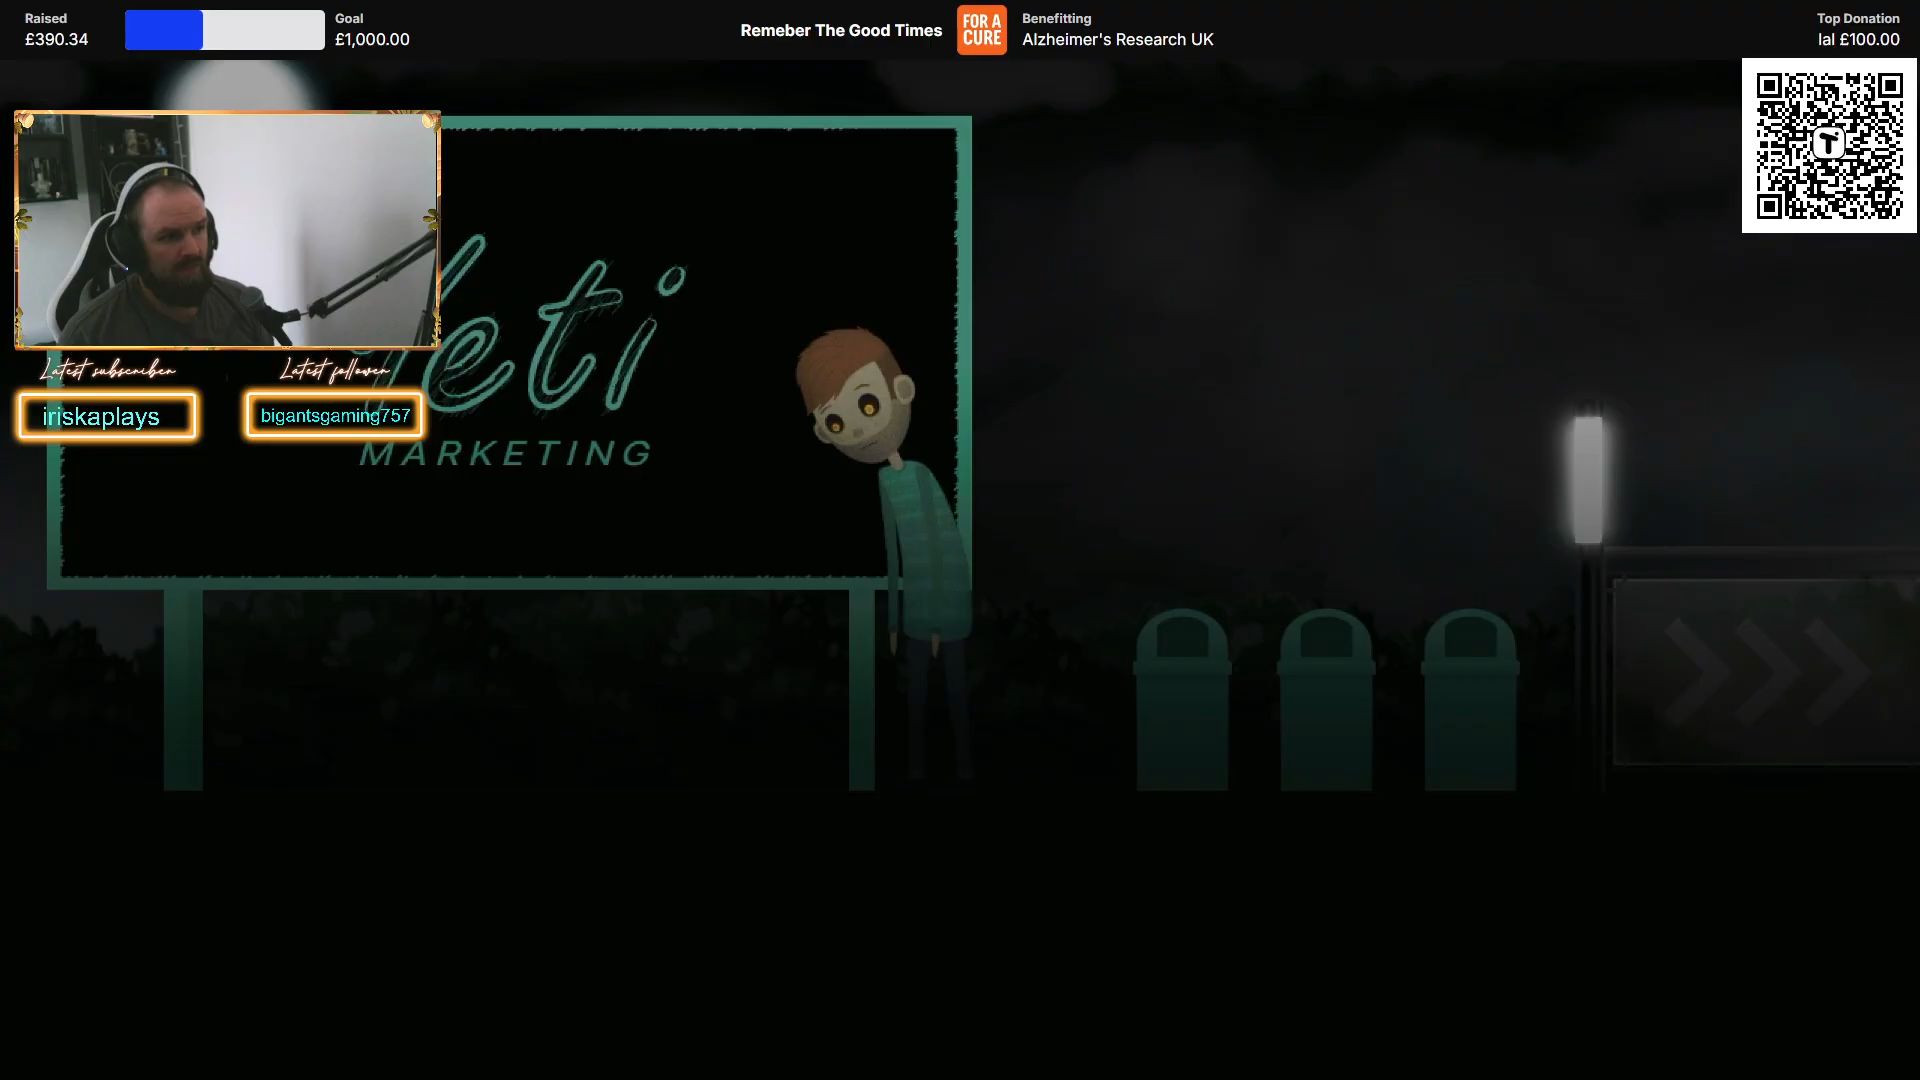 Raised
£390.34
Goal
£1,000.00
Remeber The Good Times
FOR A
CURE
Benefitting
Alzheimer's Research UK
Top Donation
lal £100.00
Yeti
MARKETING
Latest subscriber
Latest follower
iriskaplays
bigantsgaming757